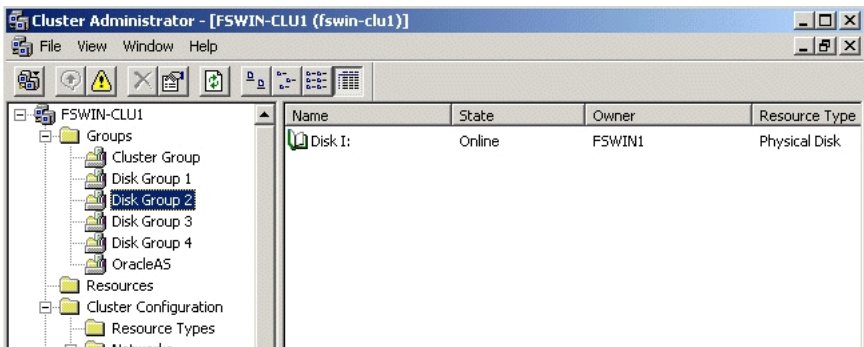 Cluster Administrator - [FSWIN-CLU1 (fswin-clu1)]
File View Window Help
FSWIN-CLU1
Groups
Cluster Group
Disk Group 1
Disk Group 2
Disk Group 3
Disk Group 4
OracleAS
Resources
Cluster Configuration
Resource Types
Name State Owner Resource Type
Disk I: Online FSWIN1 Physical Disk